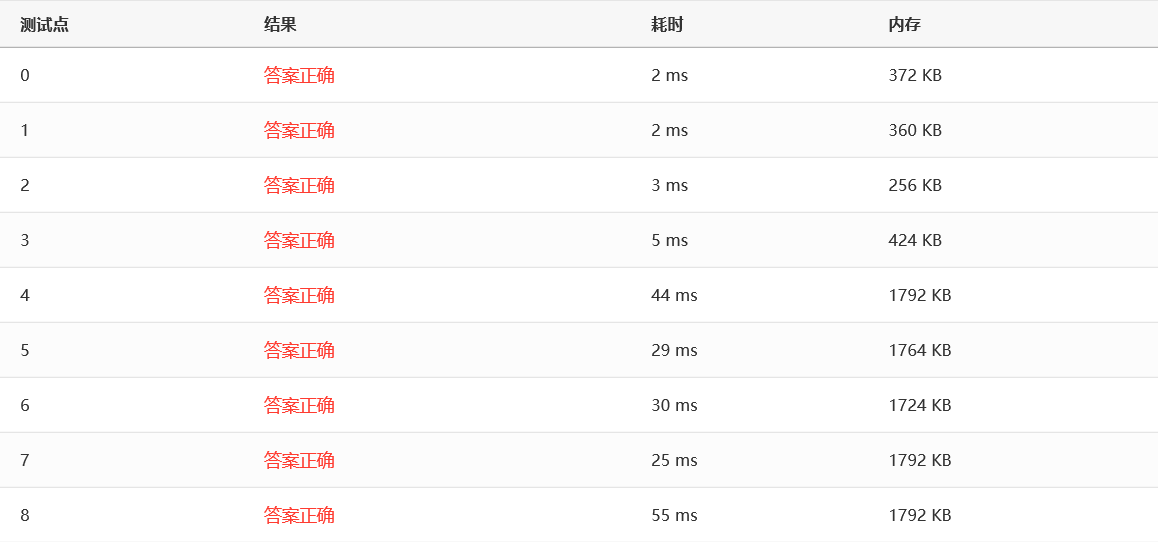 测试点 结果 耗时 内存
0 答案正确 2 ms 372 KB
1 答案正确 2 ms 360 KB
2 答案正确 3 ms 256 KB
3 答案正确 5 ms 424 KB
4 答案正确 44 ms 1792 KB
5 答案正确 29 ms 1764 KB
6 答案正确 30 ms 1724 KB
7 答案正确 25 ms 1792 KB
8 答案正确 55 ms 1792 KB